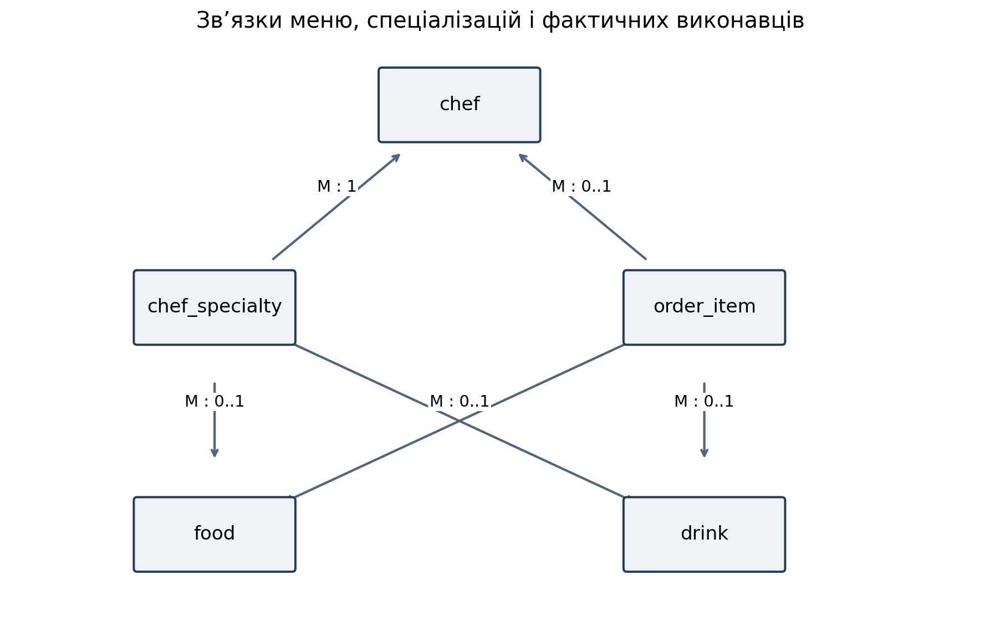 Зв’язки меню, спеціалізацій і фактичних виконавців
chef
M : 1
M : 0..1
chef_specialty
order_item
M : 0..1
M : 0..1
M : 0..1
food
drink